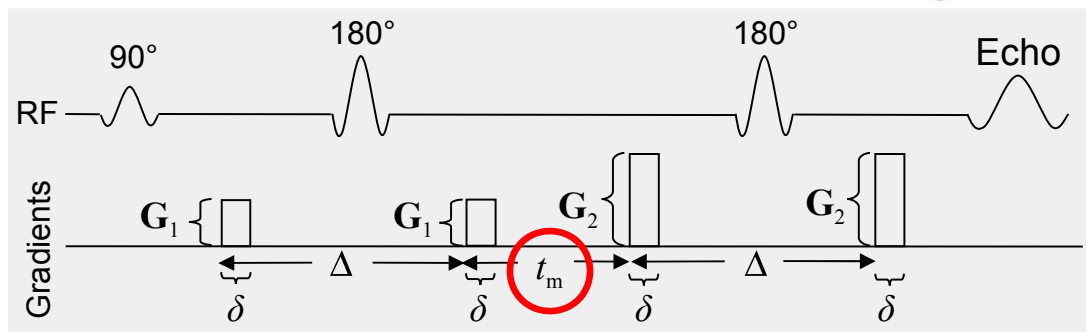 90° 180° 180° Echo
RF
Gradients
G₁ G₁ G₂ G₂
Δ tₘ Δ
δ δ δ δ